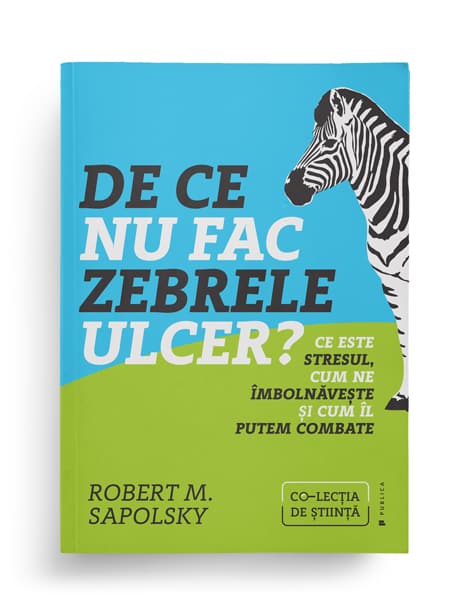 DE CE
NU FAC
ZEBRELE
ULCER?
CE ESTE
STRESUL,
CUM NE
ÎMBOLNĂVEȘTE
ȘI CUM ÎL
PUTEM COMBATE
ROBERT M.
SAPOLSKY
CO–LECȚIA
DE ȘTIINȚĂ
PUBLICA